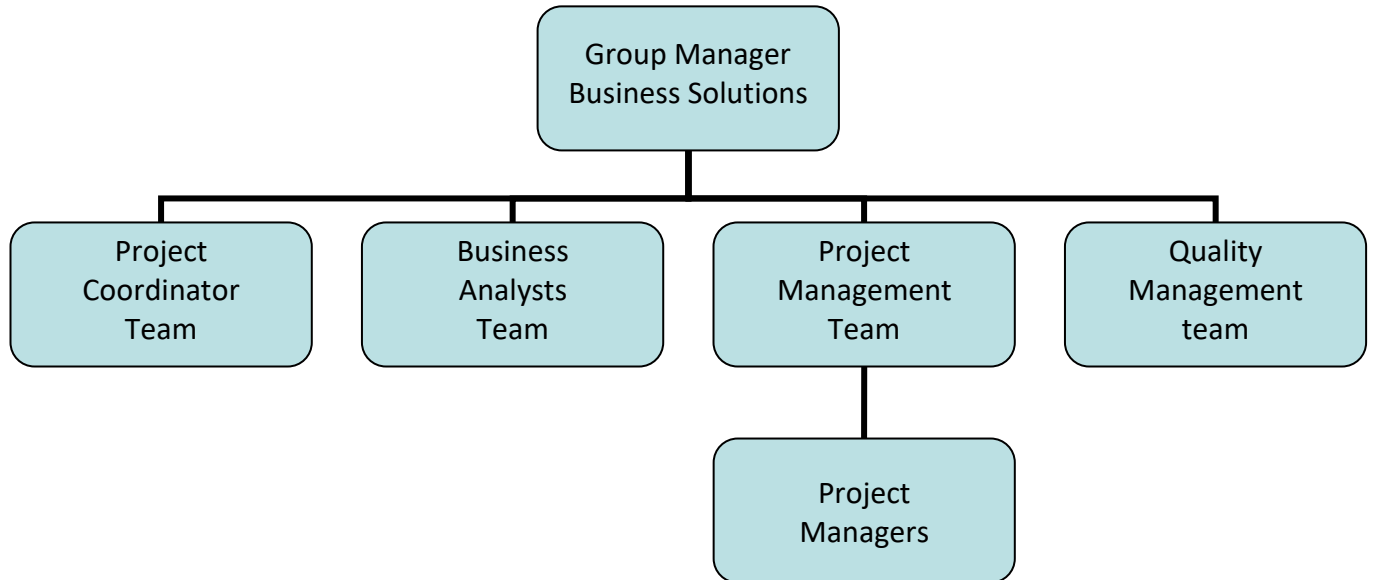 Group Manager
Business Solutions
Project
Coordinator
Team
Business
Analysts
Team
Project
Management
Team
Quality
Management
team
Project
Managers